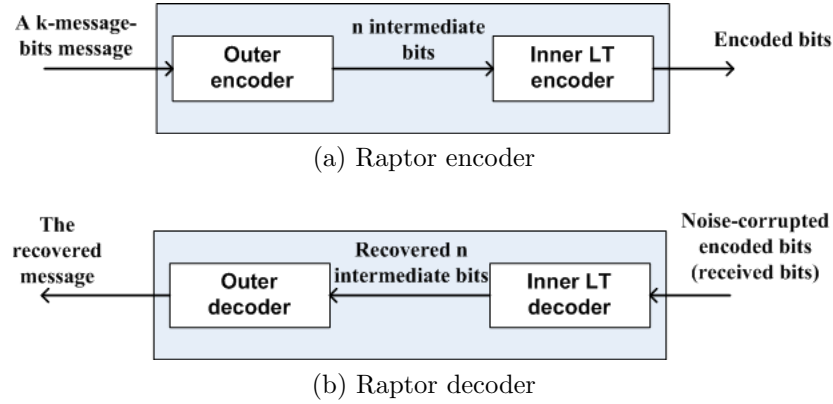 A k-message-
bits message
Outer
encoder
n intermediate
bits
Inner LT
encoder
Encoded bits
(a) Raptor encoder
The
recovered
message
Outer
decoder
Recovered n
intermediate bits
Inner LT
decoder
Noise-corrupted
encoded bits
(received bits)
(b) Raptor decoder